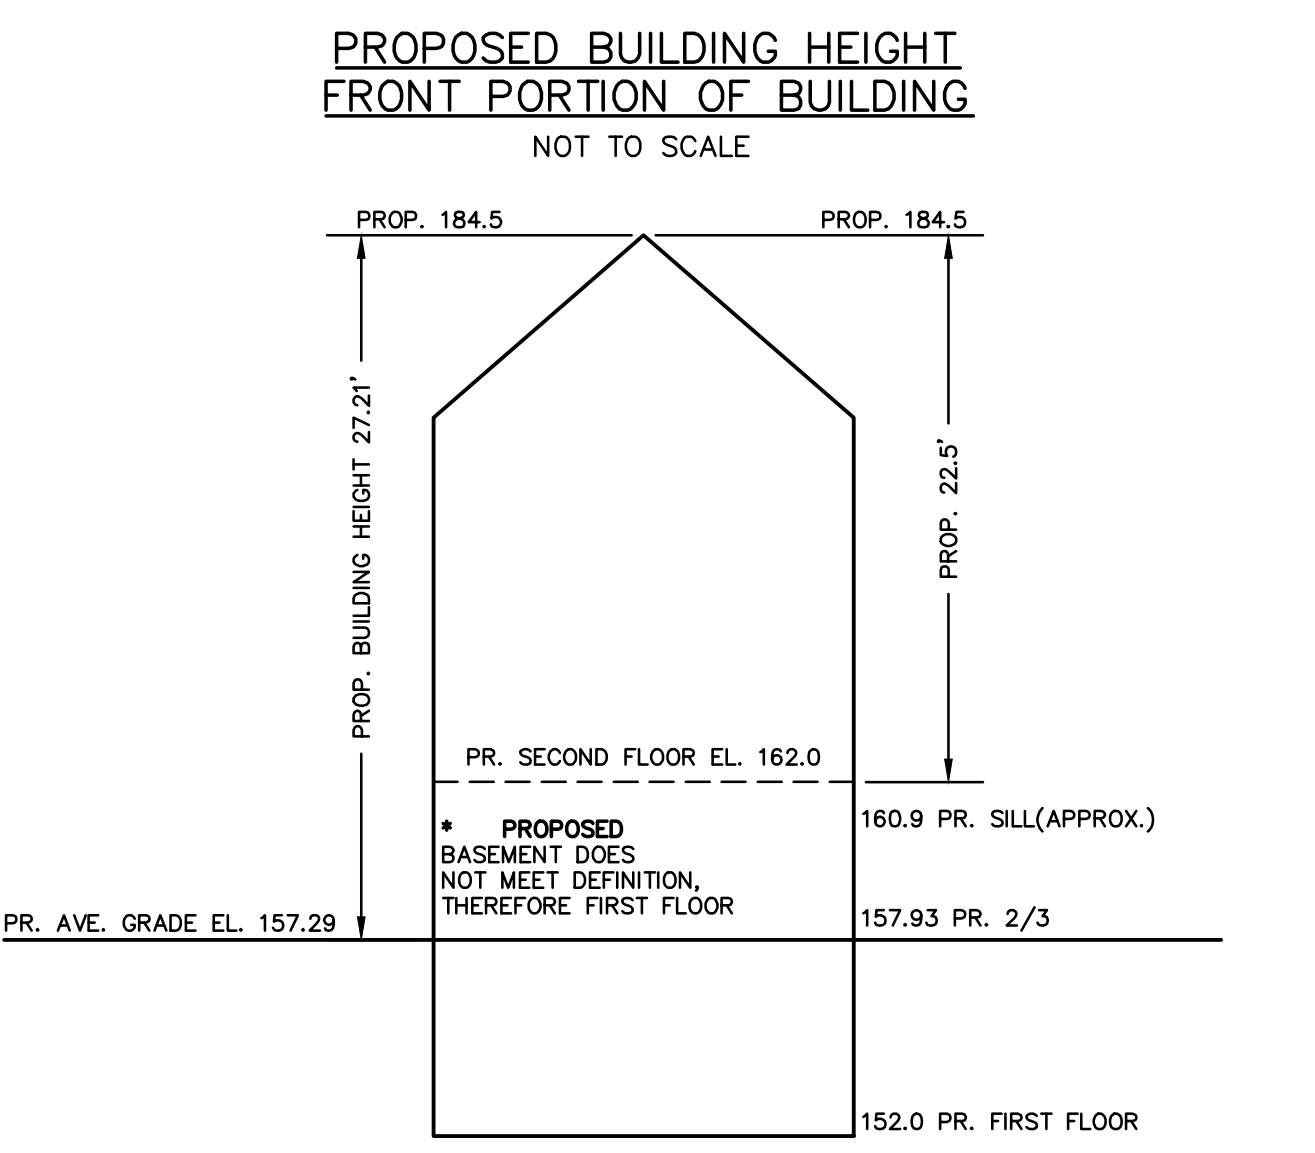 PROPOSED BUILDING HEIGHT
FRONT PORTION OF BUILDING
NOT TO SCALE
PROP. 184.5
PROP. 184.5
PROP. BUILDING HEIGHT 27.21'
PROP. 22.5'
PR. SECOND FLOOR EL. 162.0
160.9 PR. SILL(APPROX.)
* PROPOSED
BASEMENT DOES
NOT MEET DEFINITION,
THEREFORE FIRST FLOOR
PR. AVE. GRADE EL. 157.29
157.93 PR. 2/3
152.0 PR. FIRST FLOOR